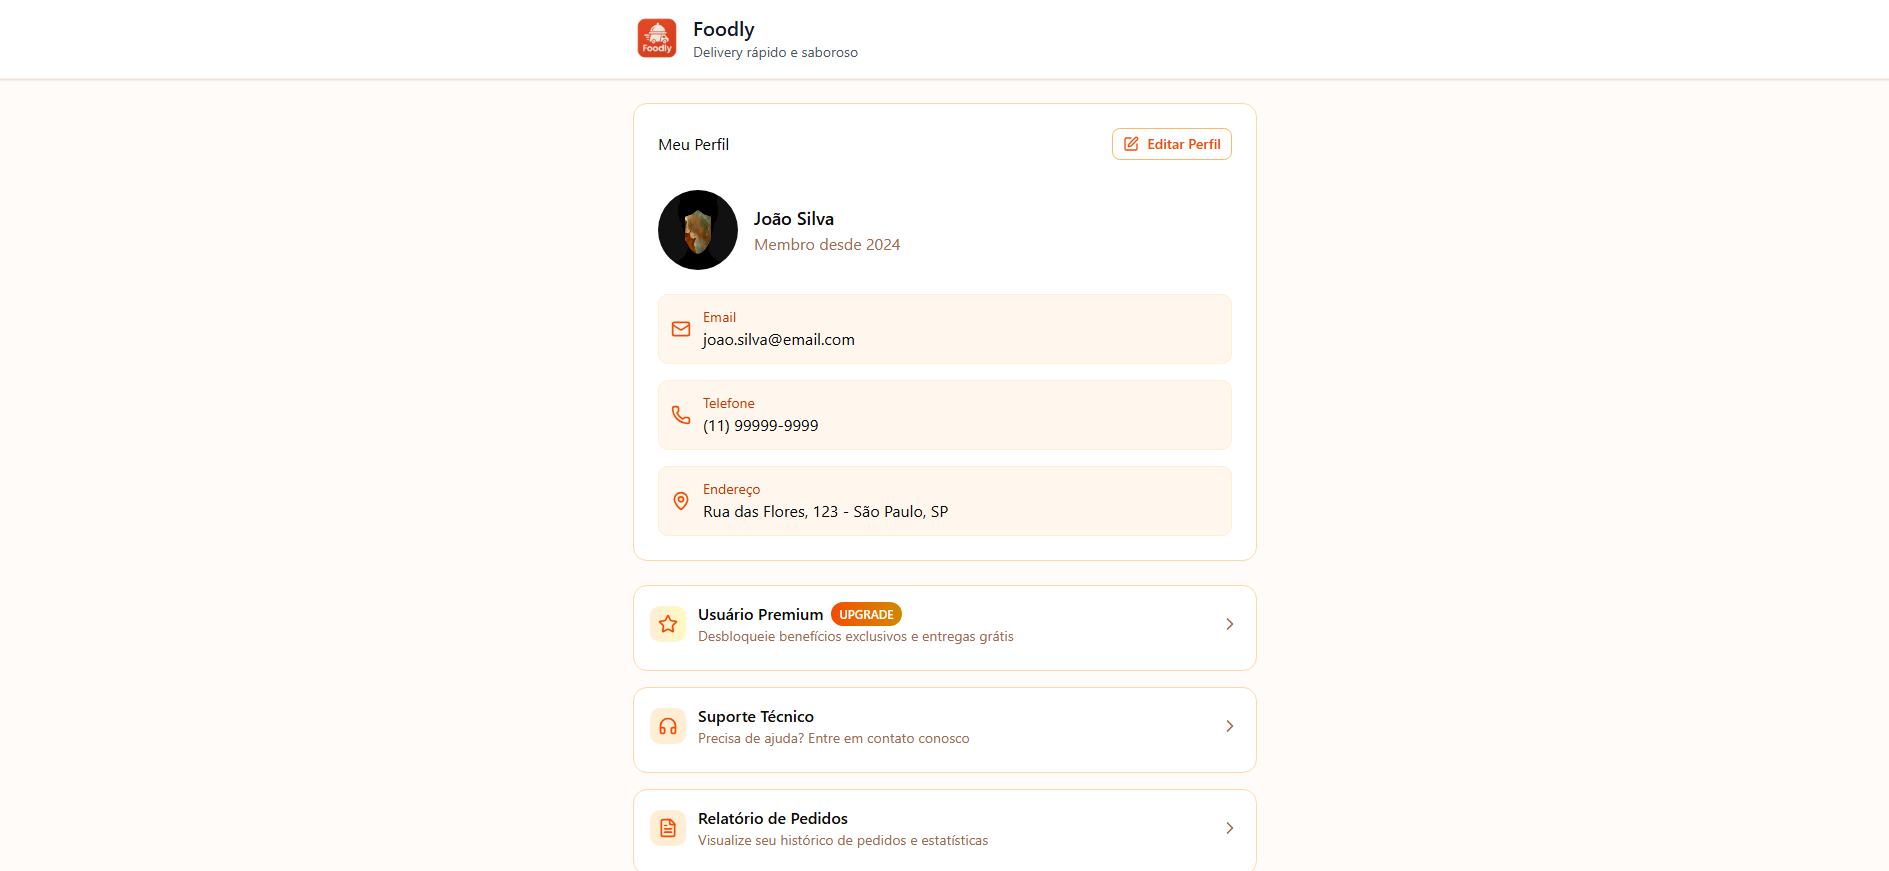 Foodly
Foodly
Delivery rápido e saboroso
Meu Perfil
Editar Perfil
João Silva
Membro desde 2024
Email
joao.silva@email.com
Telefone
(11) 99999-9999
Endereço
Rua das Flores, 123 - São Paulo, SP
Usuário Premium UPGRADE
Desbloqueie benefícios exclusivos e entregas grátis
Suporte Técnico
Precisa de ajuda? Entre em contato conosco
Relatório de Pedidos
Visualize seu histórico de pedidos e estatísticas